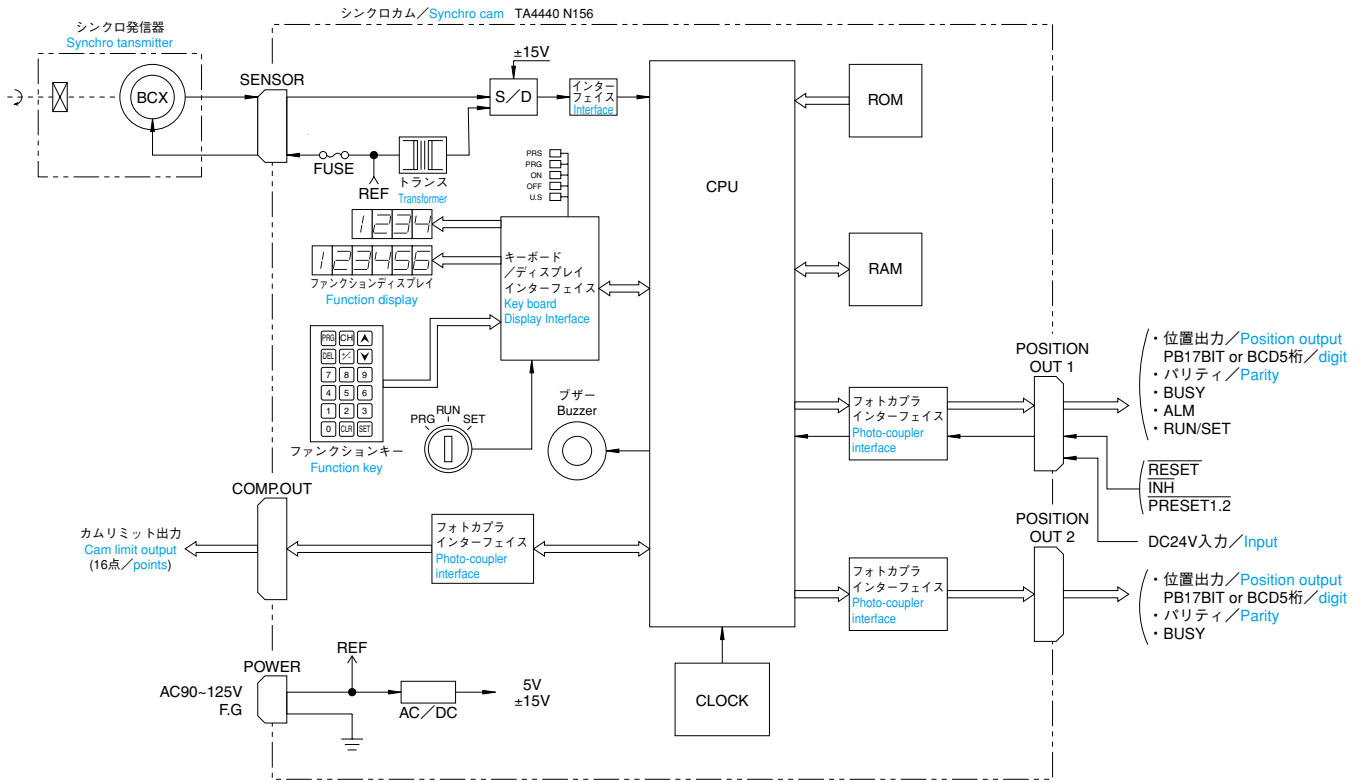 シンクロカム／Synchro cam TA4440 N156
シンクロ発信器
Synchro tansmitter
BCX
SENSOR
±15V
S／D
インター
フェイス
Interface
FUSE
REF
トランス
Transformer
PRS
PRG
ON
OFF
U.S
CPU
ROM
RAM
1234
123456
ファンクションディスプレイ
Function display
キーボード
／ディスプレイ
インターフェイス
Key board
Display Interface
PRG CH
DEL +/-
7 8 9
4 5 6
1 2 3
0 CLR SET
ファンクションキー
Function key
PRG RUN SET
ブザー
Buzzer
POSITION
OUT 1
フォトカプラ
インターフェイス
Photo-coupler
interface
・位置出力／Position output
PB17BIT or BCD5桁／digit
・パリティ／Parity
・BUSY
・ALM
・RUN/SET
RESET
INH
PRESET1.2
DC24V入力／Input
COMP.OUT
カムリミット出力
Cam limit output
(16点／points)
フォトカプラ
インターフェイス
Photo-coupler
interface
POSITION
OUT 2
フォトカプラ
インターフェイス
Photo-coupler
interface
・位置出力／Position output
PB17BIT or BCD5桁／digit
・パリティ／Parity
・BUSY
POWER
AC90~125V
F.G
REF
AC／DC
5V
±15V
CLOCK